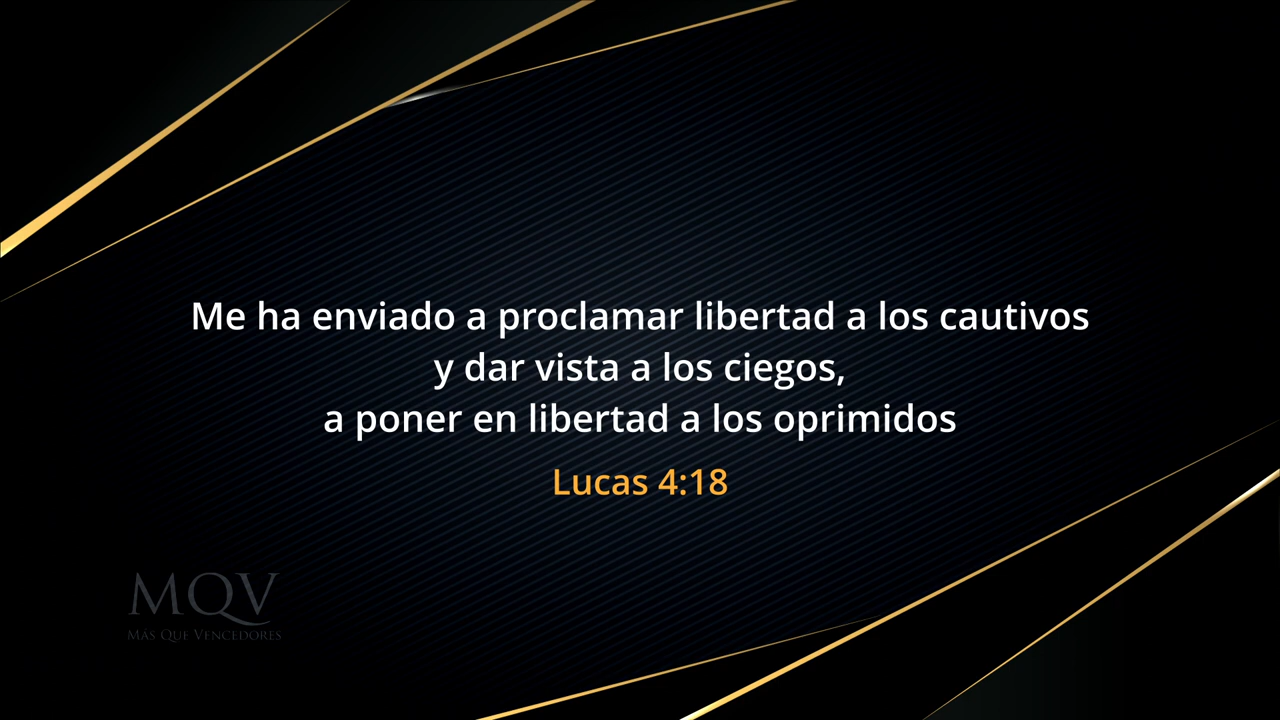 Me ha enviado a proclamar libertad a los cautivos
y dar vista a los ciegos,
a poner en libertad a los oprimidos
Lucas 4:18
MQV
Más Que Vencedores